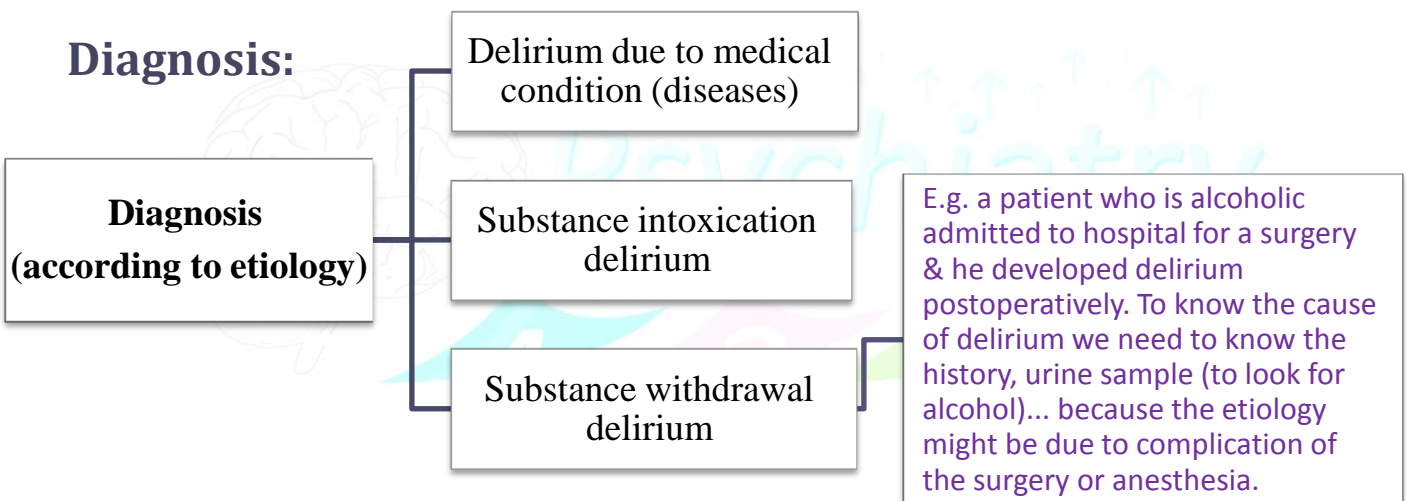 Diagnosis:
Delirium due to medical
condition (diseases)
Psychiatry
Diagnosis
(according to etiology)
Substance intoxication
delirium
Substance withdrawal
delirium
E.g. a patient who is alcoholic
admitted to hospital for a surgery
& he developed delirium
postoperatively. To know the cause
of delirium we need to know the
history, urine sample (to look for
alcohol)... because the etiology
might be due to complication of
the surgery or anesthesia.